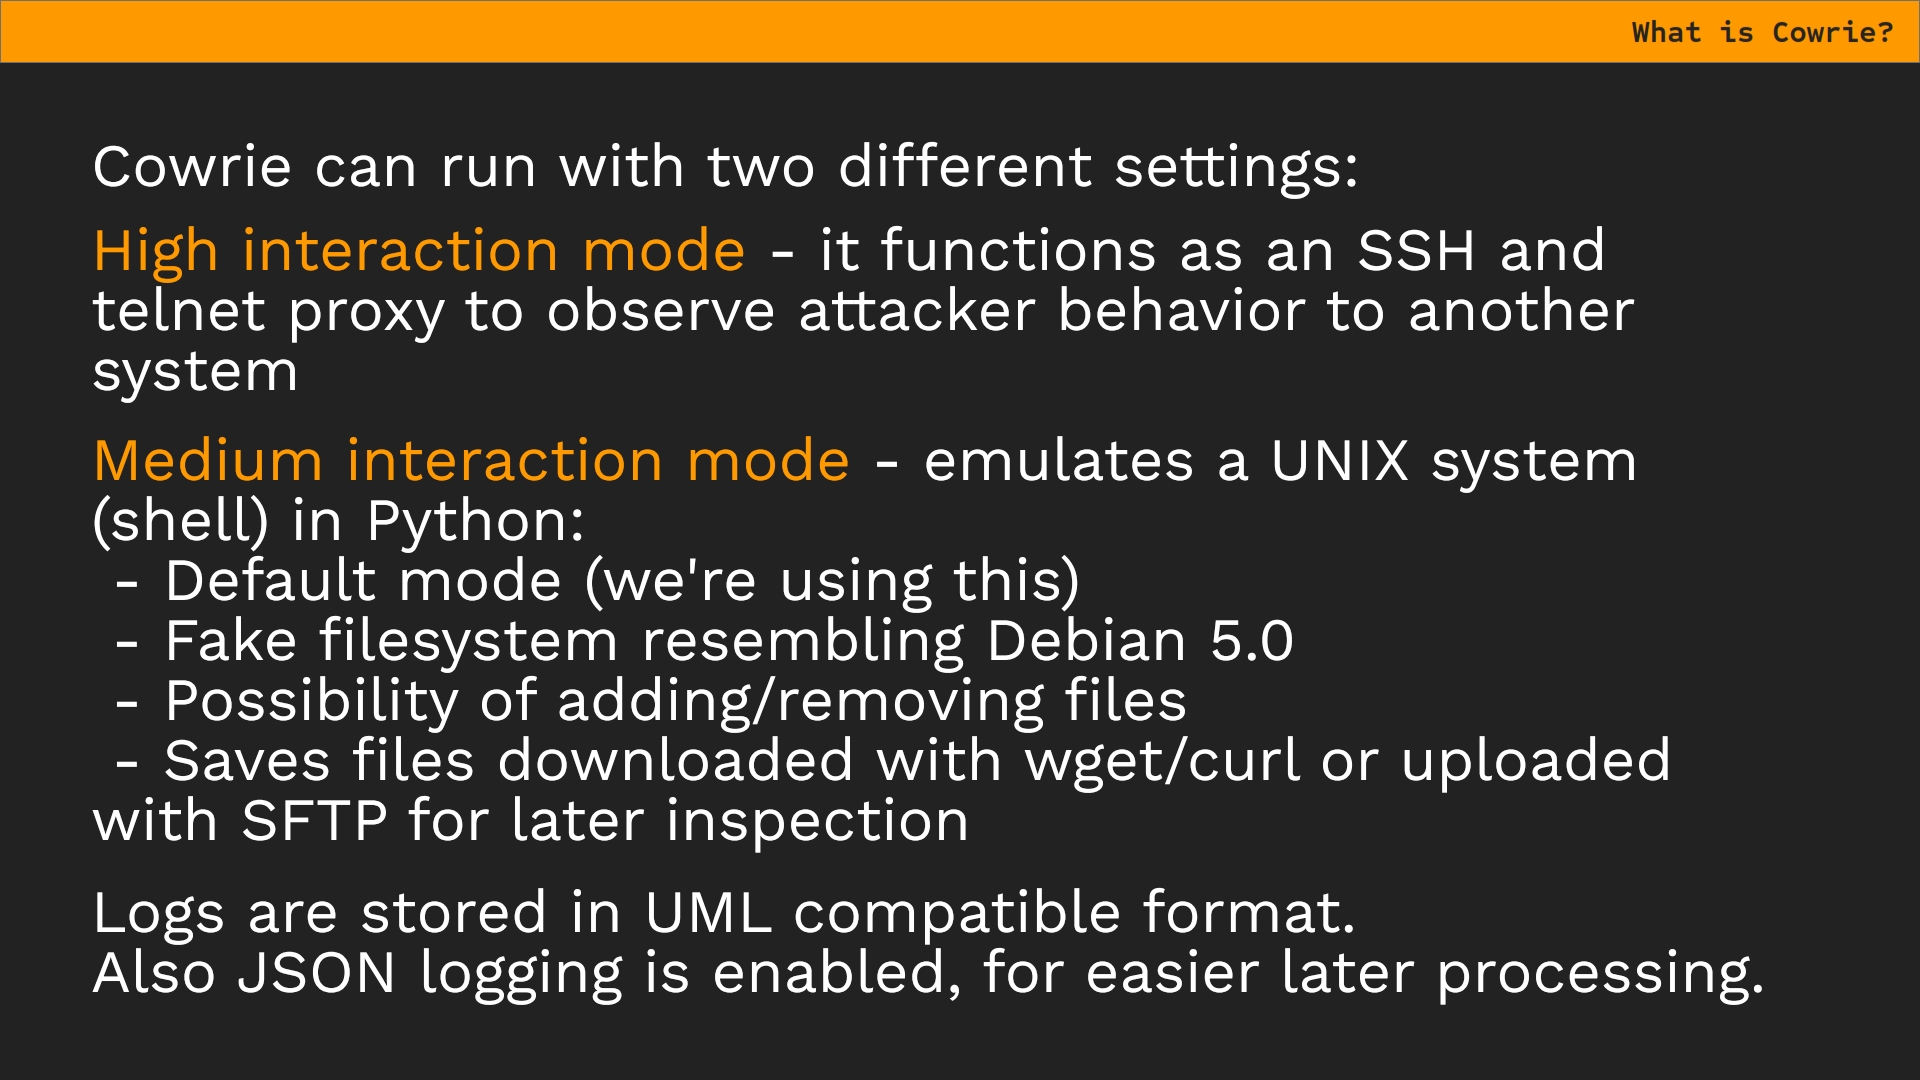 What is Cowrie?
Cowrie can run with two different settings:
High interaction mode - it functions as an SSH and
telnet proxy to observe attacker behavior to another
system
Medium interaction mode - emulates a UNIX system
(shell) in Python:
- Default mode (we're using this)
- Fake filesystem resembling Debian 5.0
- Possibility of adding/removing files
- Saves files downloaded with wget/curl or uploaded
with SFTP for later inspection
Logs are stored in UML compatible format.
Also JSON logging is enabled, for easier later processing.